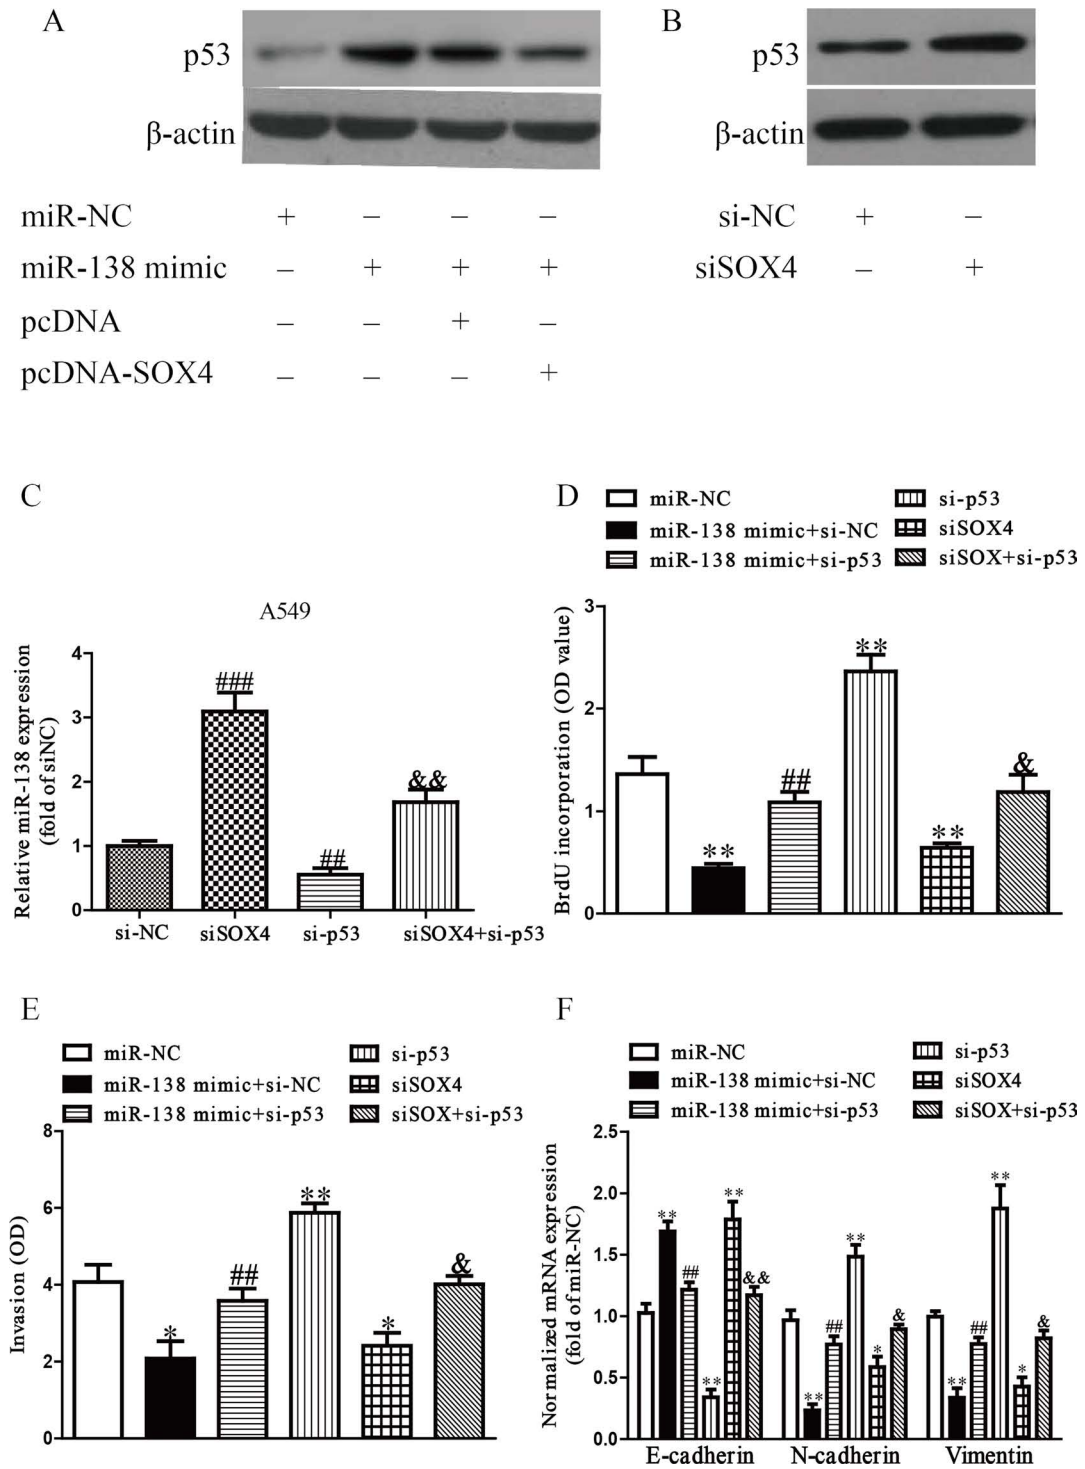 A
p53
β-actin
miR-NC + – – –
miR-138 mimic – + + +
pcDNA – – + –
pcDNA-SOX4 – – – +
B
p53
β-actin
si-NC + –
siSOX4 – +
C
A549
Relative miR-138 expression
(fold of siNC)
4
3
2
1
0
###
##
&&
si-NC siSOX4 si-p53 siSOX4+si-p53
D
miR-NC
miR-138 mimic+si-NC
miR-138 mimic+si-p53
si-p53
siSOX4
siSOX+si-p53
BrdU incorporation (OD value)
3
2
1
0
**
##
**
**
&
E
miR-NC
miR-138 mimic+si-NC
miR-138 mimic+si-p53
si-p53
siSOX4
siSOX+si-p53
Invasion (OD)
8
6
4
2
0
*
##
**
*
&
F
miR-NC
miR-138 mimic+si-NC
miR-138 mimic+si-p53
si-p53
siSOX4
siSOX+si-p53
Normalized mRNA expression
(fold of miR-NC)
2.5
2.0
1.5
1.0
0.5
0.0
** ## ** ** &&
** ## ** * &
** ## ** * &
E-cadherin N-cadherin Vimentin